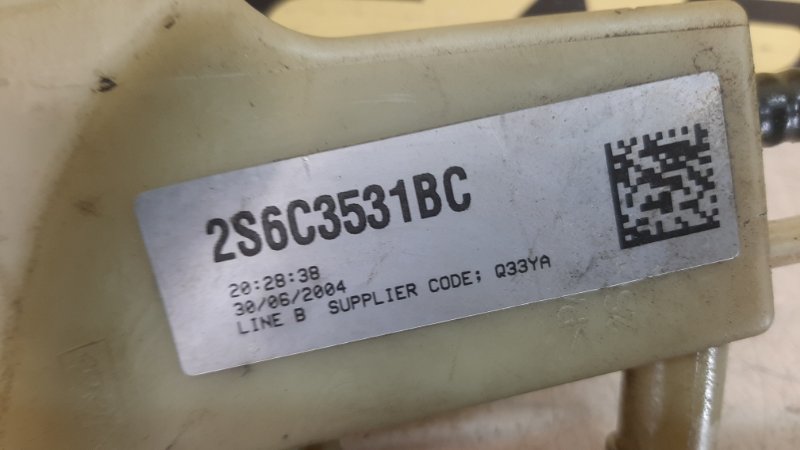 2S6C3531BC
20:28:38
30/06/2004
LINE B SUPPLIER CODE; Q33YA